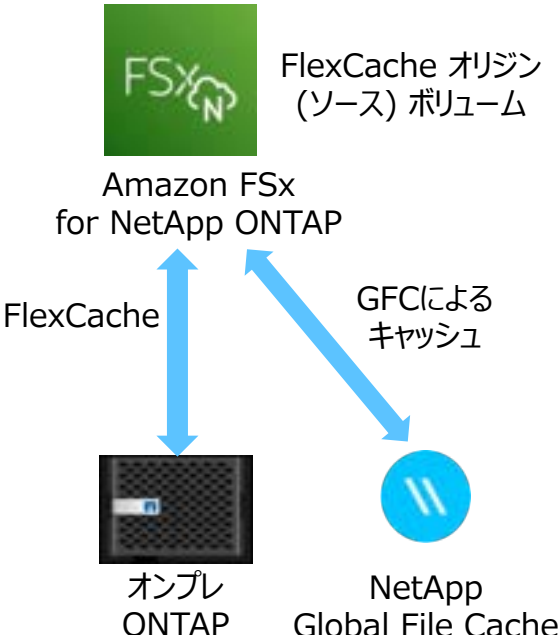 FSx
N
FlexCache オリジン
(ソース) ボリューム
Amazon FSx
for NetApp ONTAP
FlexCache
GFCによる
キャッシュ
オンプレ
ONTAP
NetApp
Global File Cache